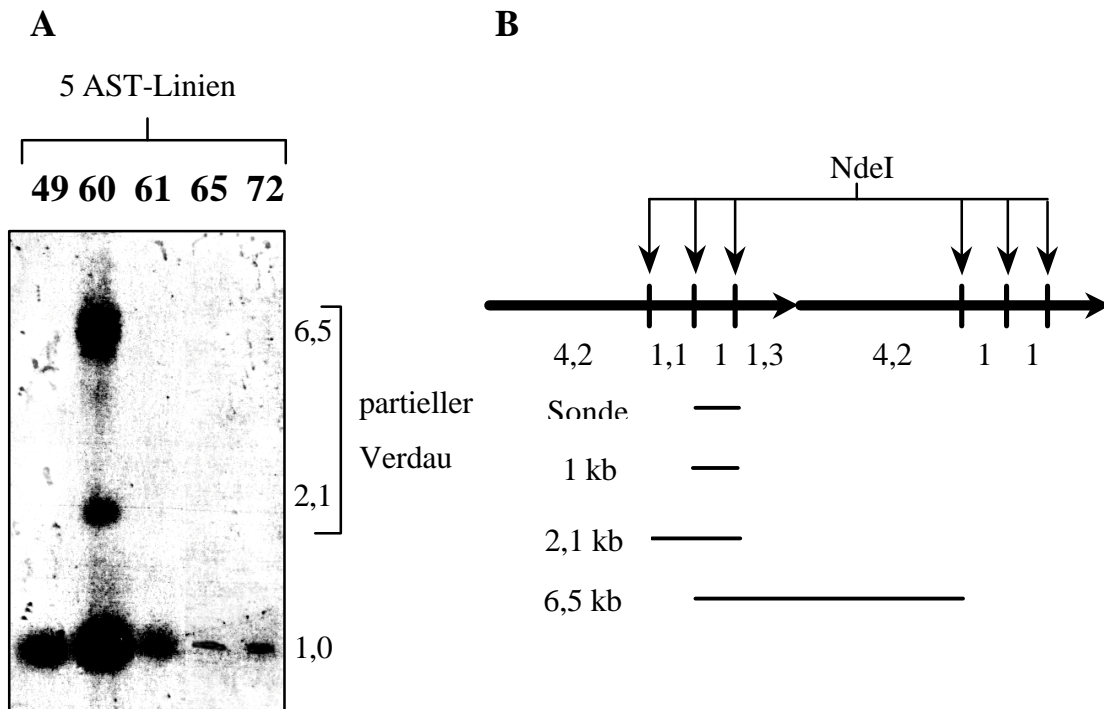 A
5 AST-Linien
49 60 61 65 72
6,5
partieller
Verdau
2,1
1,0
B
NdeI
4,2 1,1 1 1,3 4,2 1 1
Sonde
1 kb
2,1 kb
6,5 kb